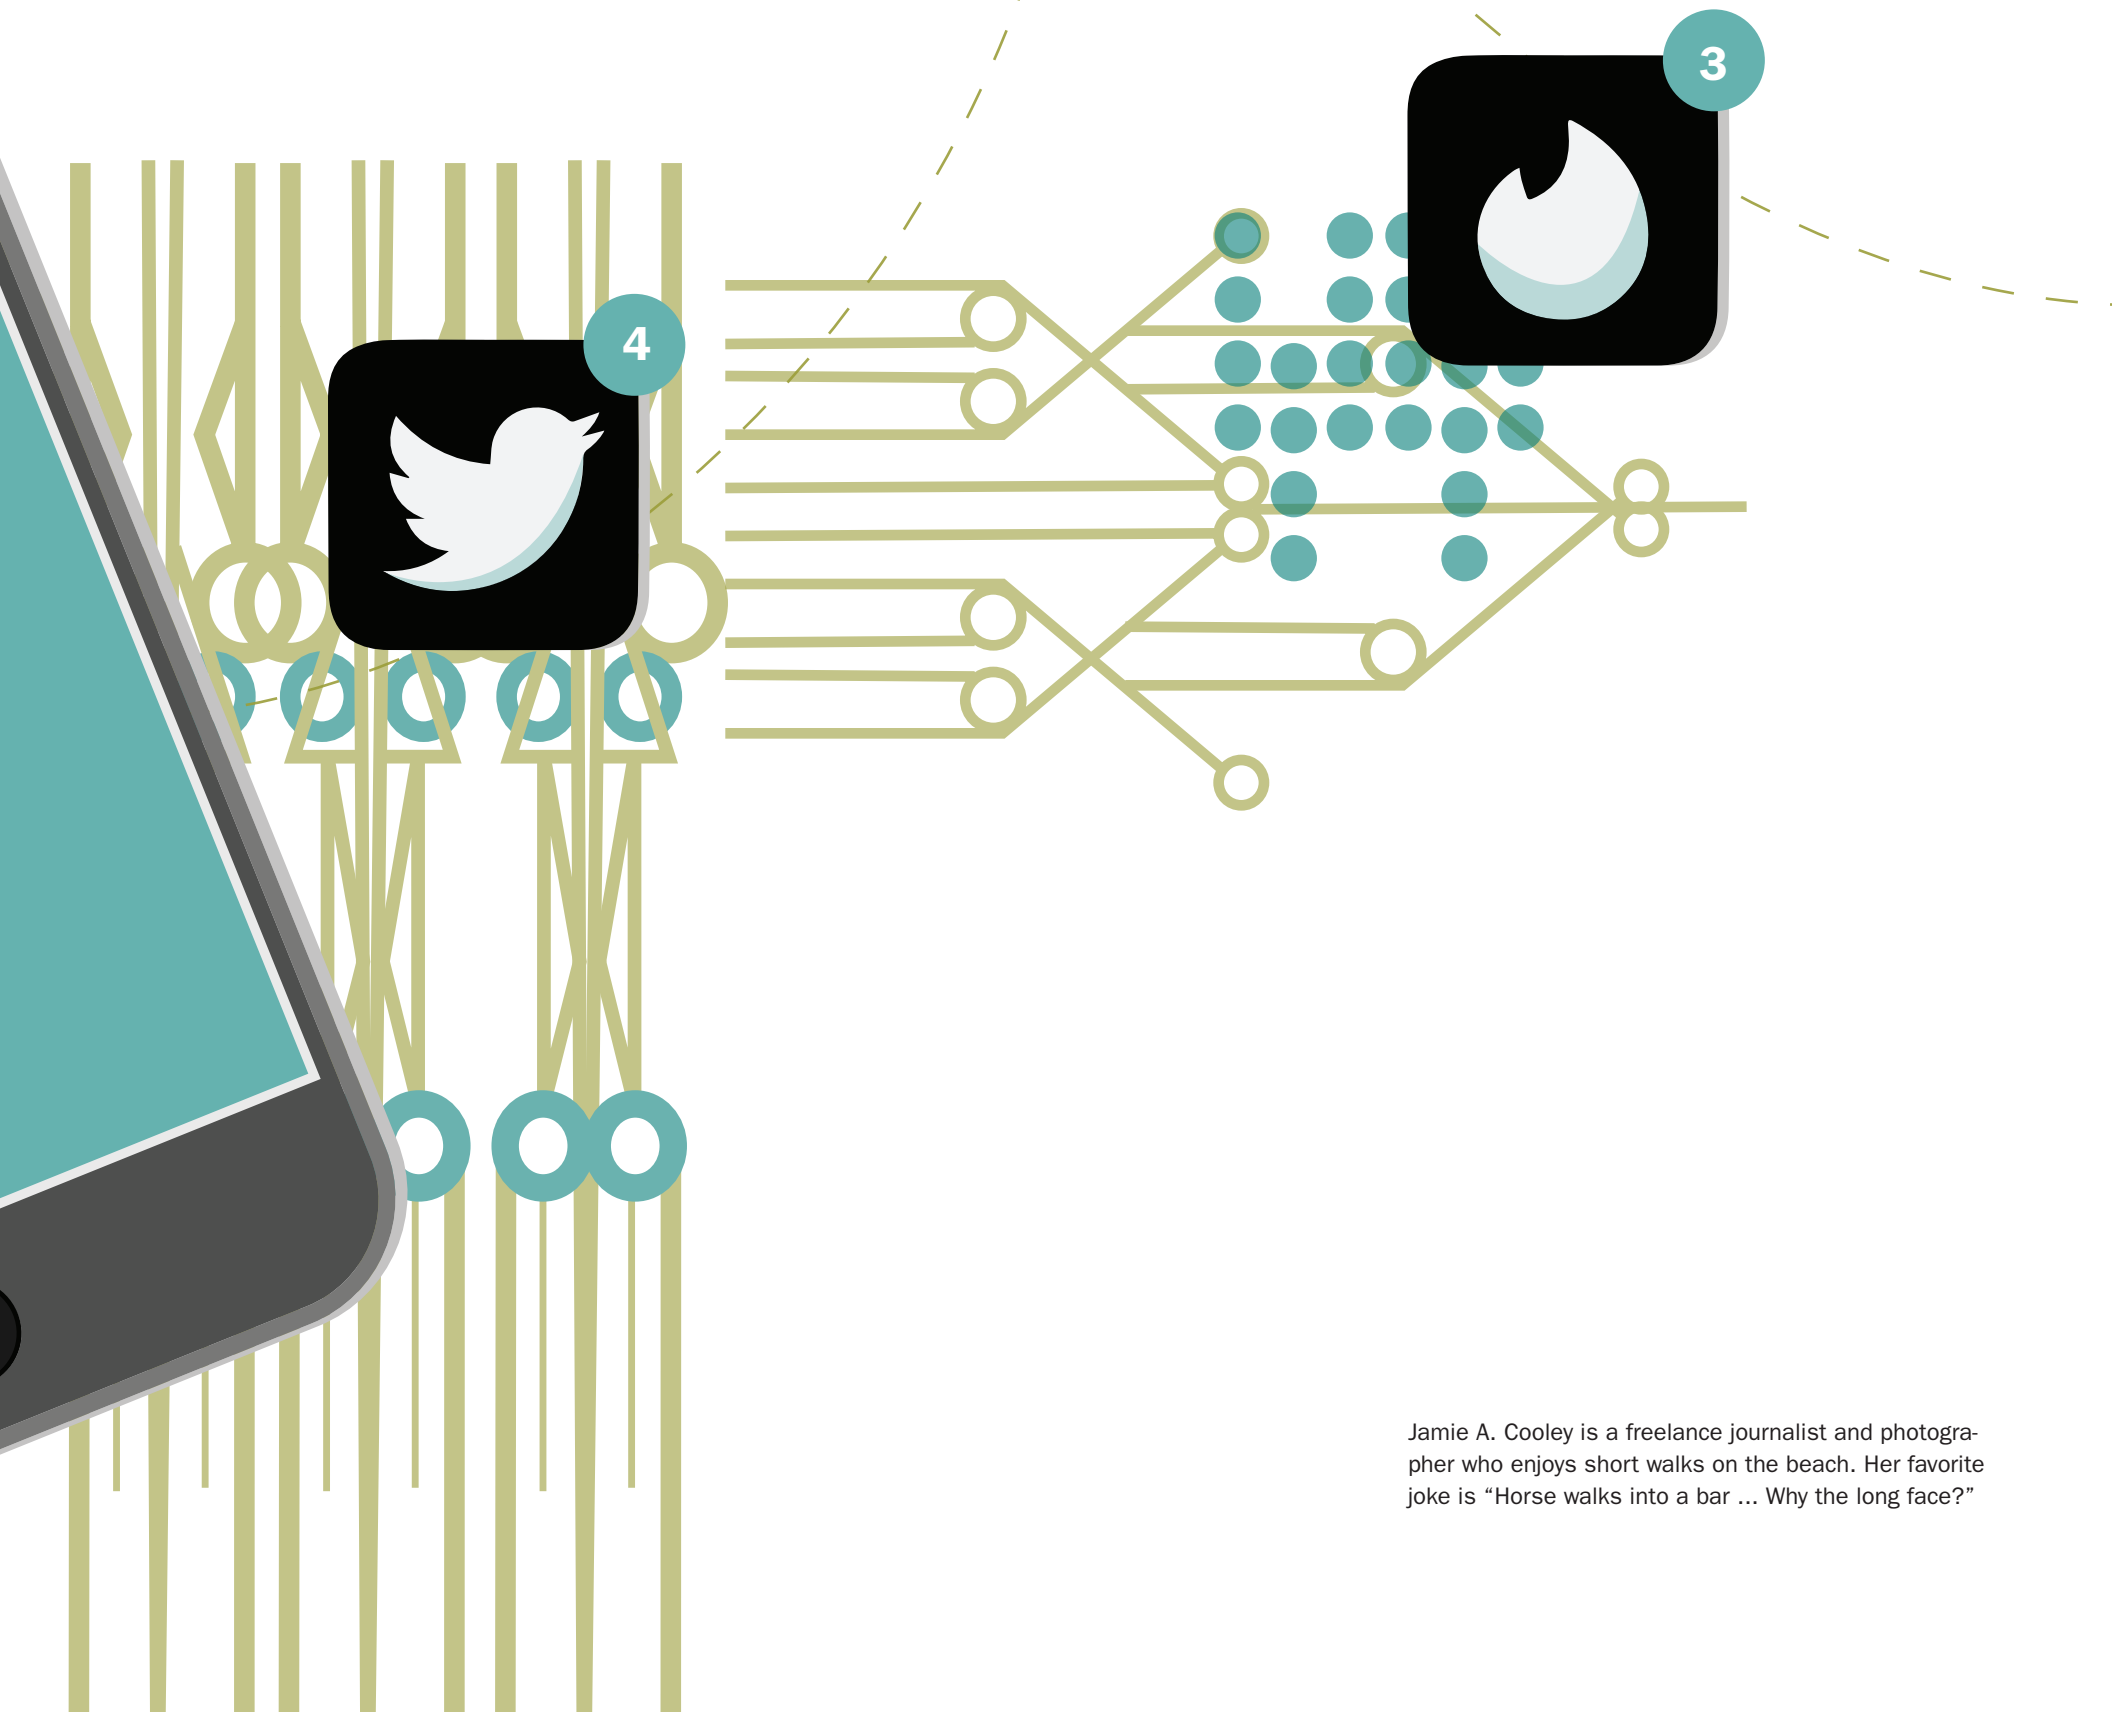 3
4
Jamie A. Cooley is a freelance journalist and photogra-
pher who enjoys short walks on the beach. Her favorite
joke is “Horse walks into a bar ... Why the long face?”